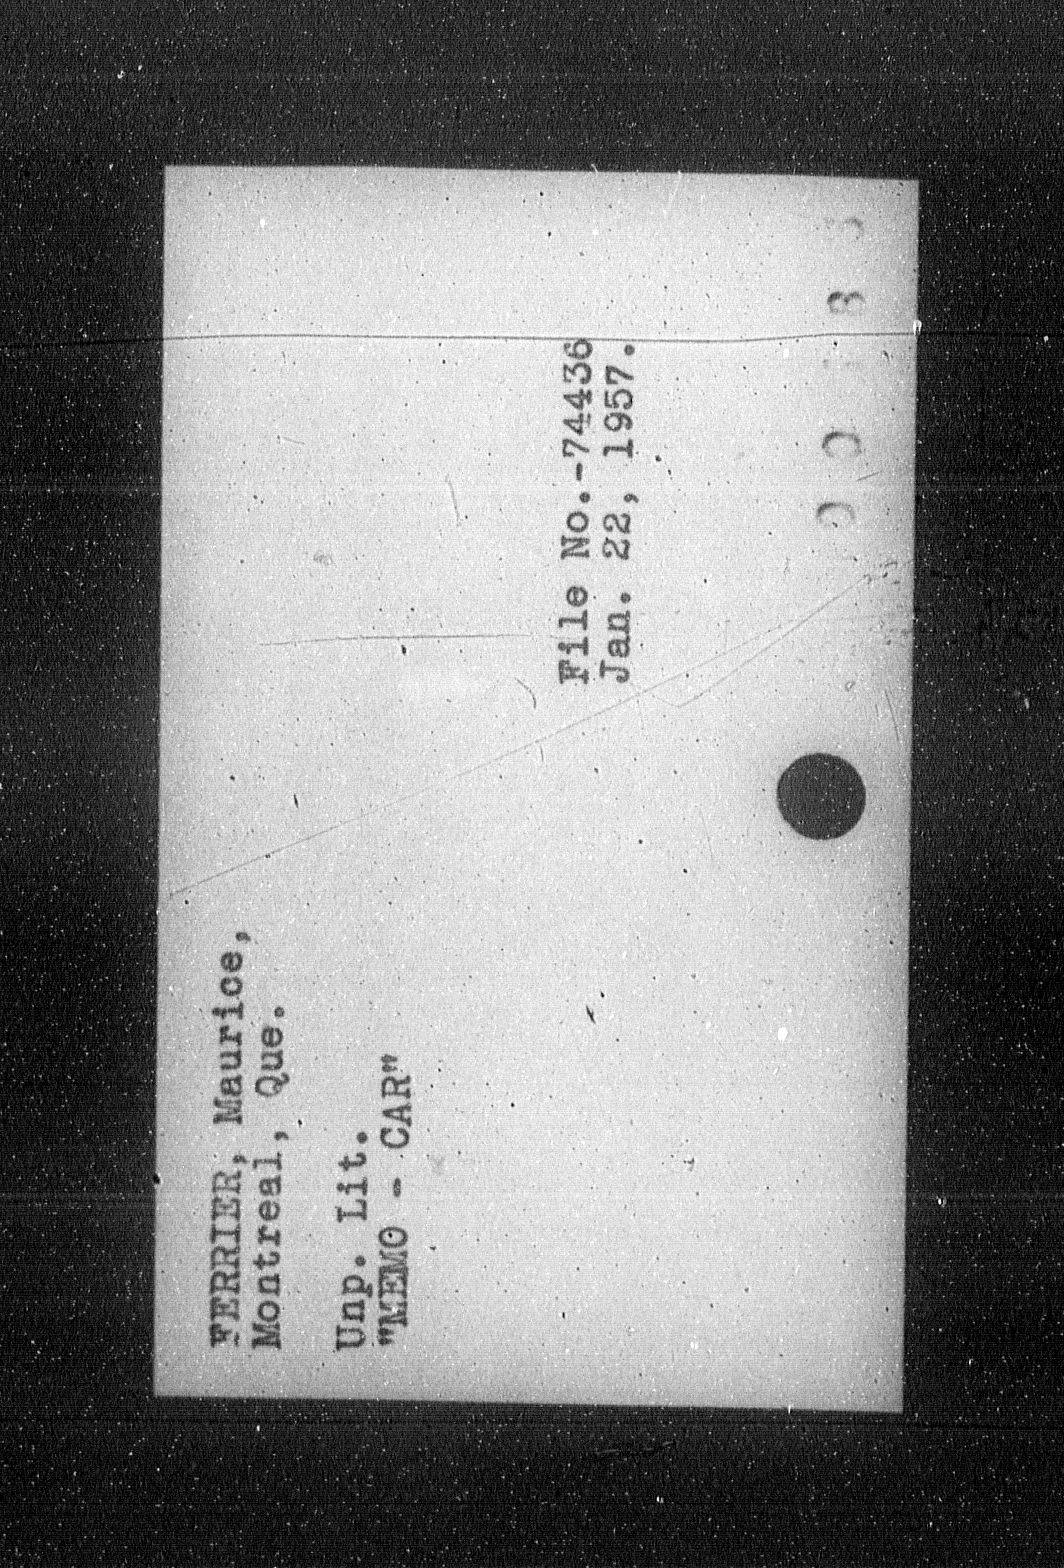 FERRIER, Maurice,
Montreal, Que.
Unp. Lit.
"MEMO - CAR"
File No.-74436
Jan. 22, 1957.